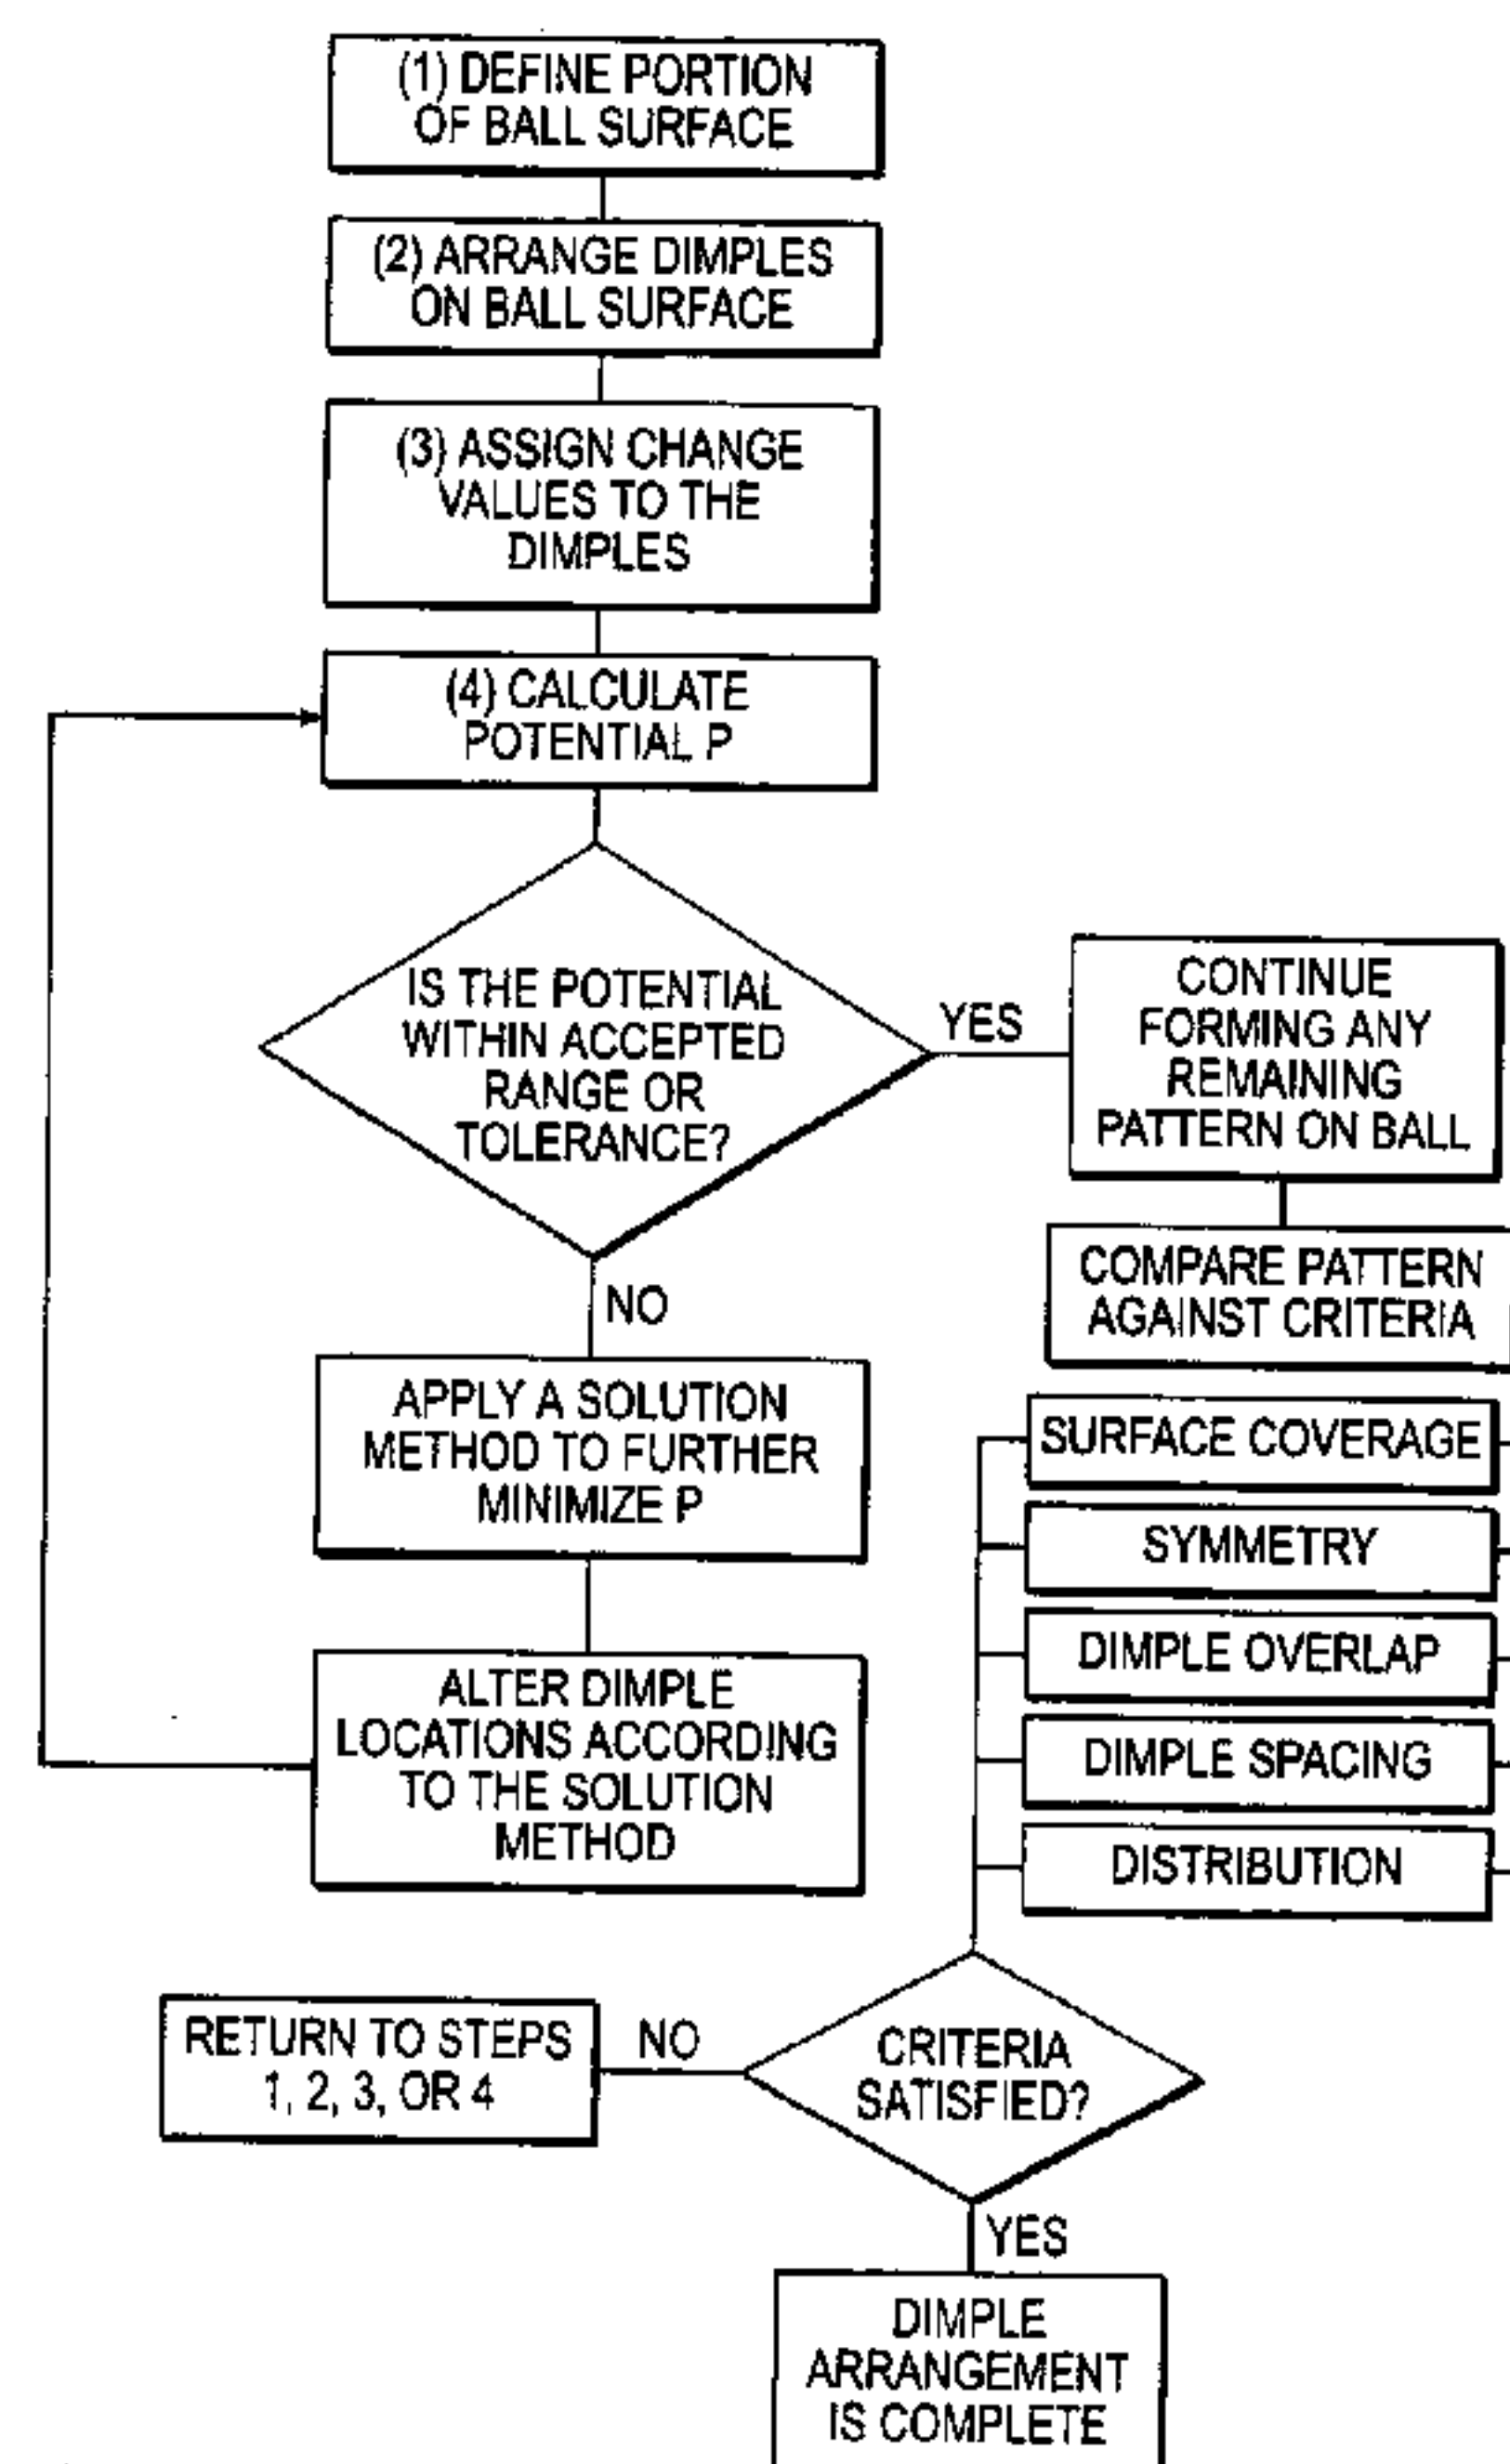 (1) DEFINE PORTION
OF BALL SURFACE
(2) ARRANGE DIMPLES
ON BALL SURFACE
(3) ASSIGN CHANGE
VALUES TO THE
DIMPLES
(4) CALCULATE
POTENTIAL P
IS THE POTENTIAL
WITHIN ACCEPTED
RANGE OR
TOLERANCE?
YES
CONTINUE
FORMING ANY
REMAINING
PATTERN ON BALL
COMPARE PATTERN
AGAINST CRITERIA
NO
APPLY A SOLUTION
METHOD TO FURTHER
MINIMIZE P
ALTER DIMPLE
LOCATIONS ACCORDING
TO THE SOLUTION
METHOD
SURFACE COVERAGE
SYMMETRY
DIMPLE OVERLAP
DIMPLE SPACING
DISTRIBUTION
CRITERIA
SATISFIED?
NO
RETURN TO STEPS
1, 2, 3, OR 4
YES
DIMPLE
ARRANGEMENT
IS COMPLETE